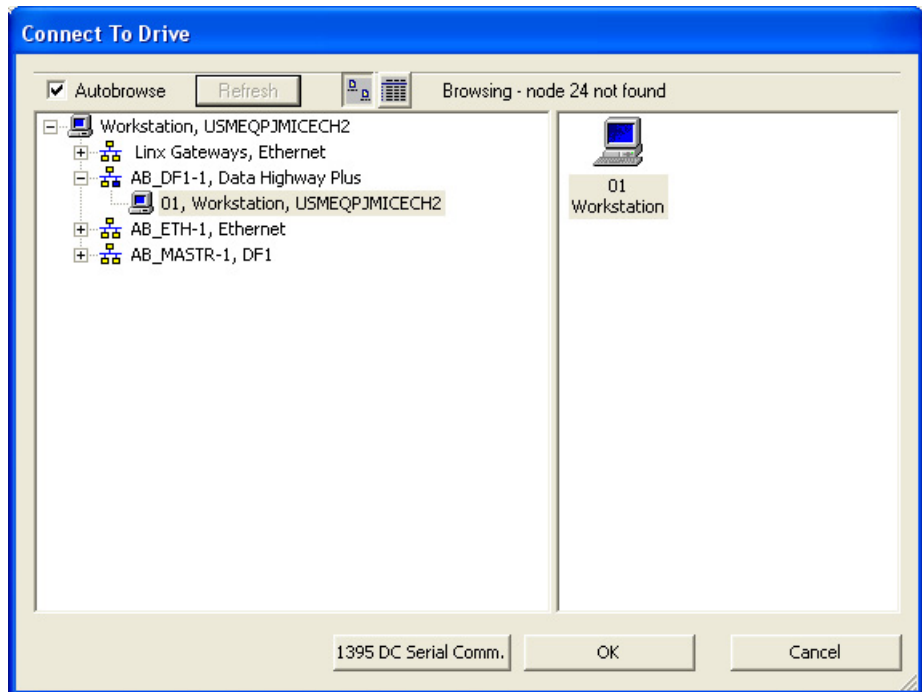 Connect To Drive
Autobrowse Refresh Browsing - node 24 not found
Workstation, USMEQPJMICECH2
Linx Gateways, Ethernet
AB_DF1-1, Data Highway Plus
01, Workstation, USMEQPJMICECH2
AB_ETH-1, Ethernet
AB_MASTR-1, DF1
01
Workstation
1395 DC Serial Comm. OK Cancel